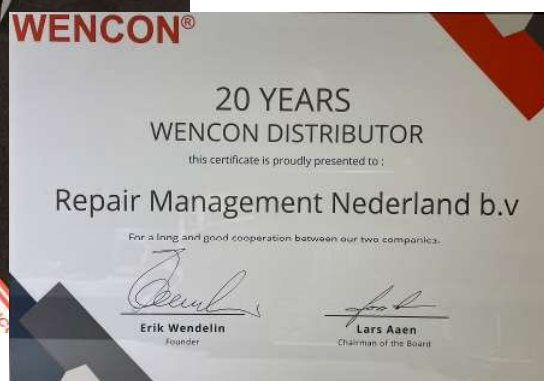 WENCON®
20 YEARS
WENCON DISTRIBUTOR
this certificate is proudly presented to :
Repair Management Nederland b.v
For a long and good cooperation between our two companies.
Erik Wendelin
Lars Aaen
Founder
Chairman of the Board